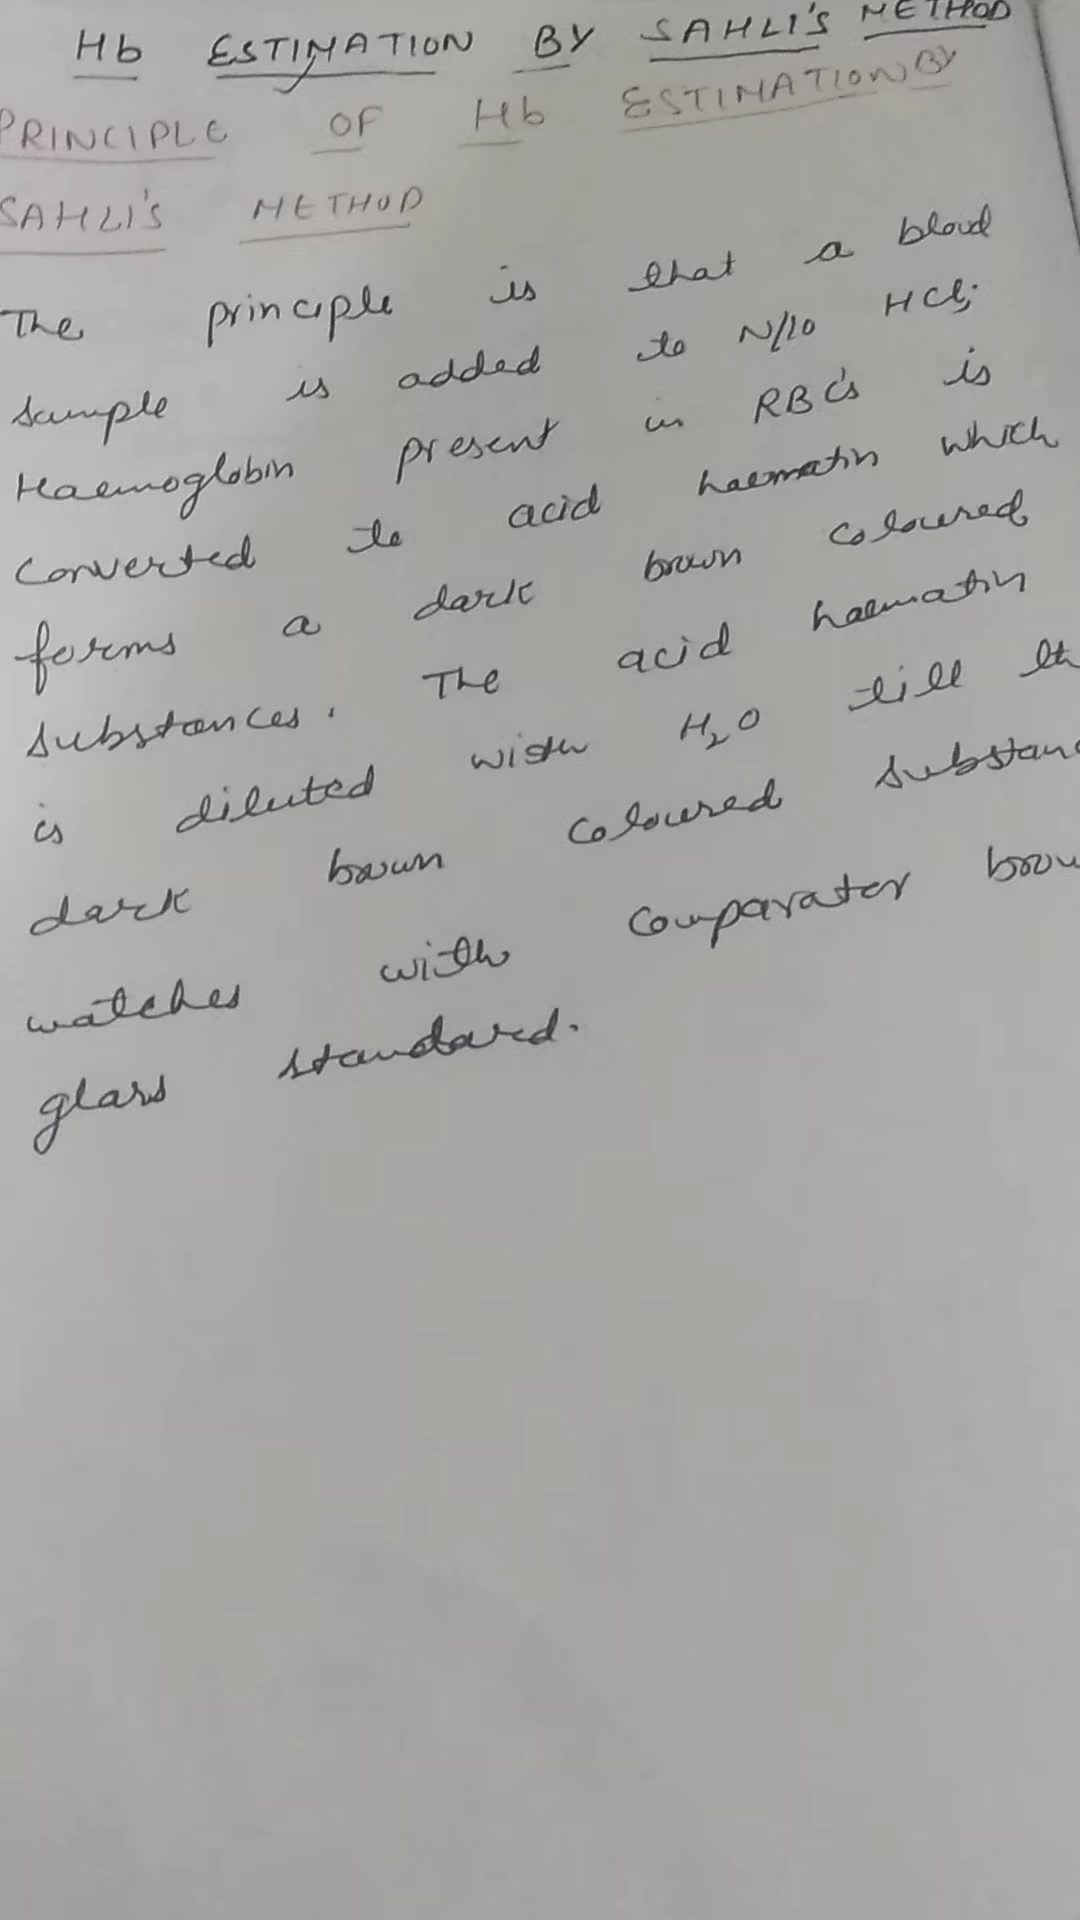 Hb ESTIMATION BY SAHLI'S METHOD
PRINCIPLE OF Hb ESTIMATION BY
SAHLI'S METHOD
The principle is that a blood
sample is added to N/10 HCl;
Haemoglobin present in RBC's is
converted to acid haematin which
forms a dark brown coloured
substances. The acid haematin
is diluted with H₂O till th
dark brown coloured substanc
watches with comparator brow
glass standard.